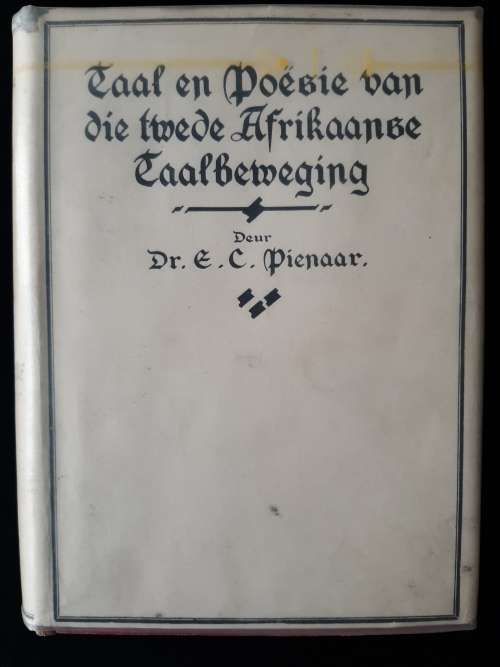 Taal en Poësie van
die twede Afrikaanse
Taalbeweging
Deur
Dr. E. C. Pienaar.